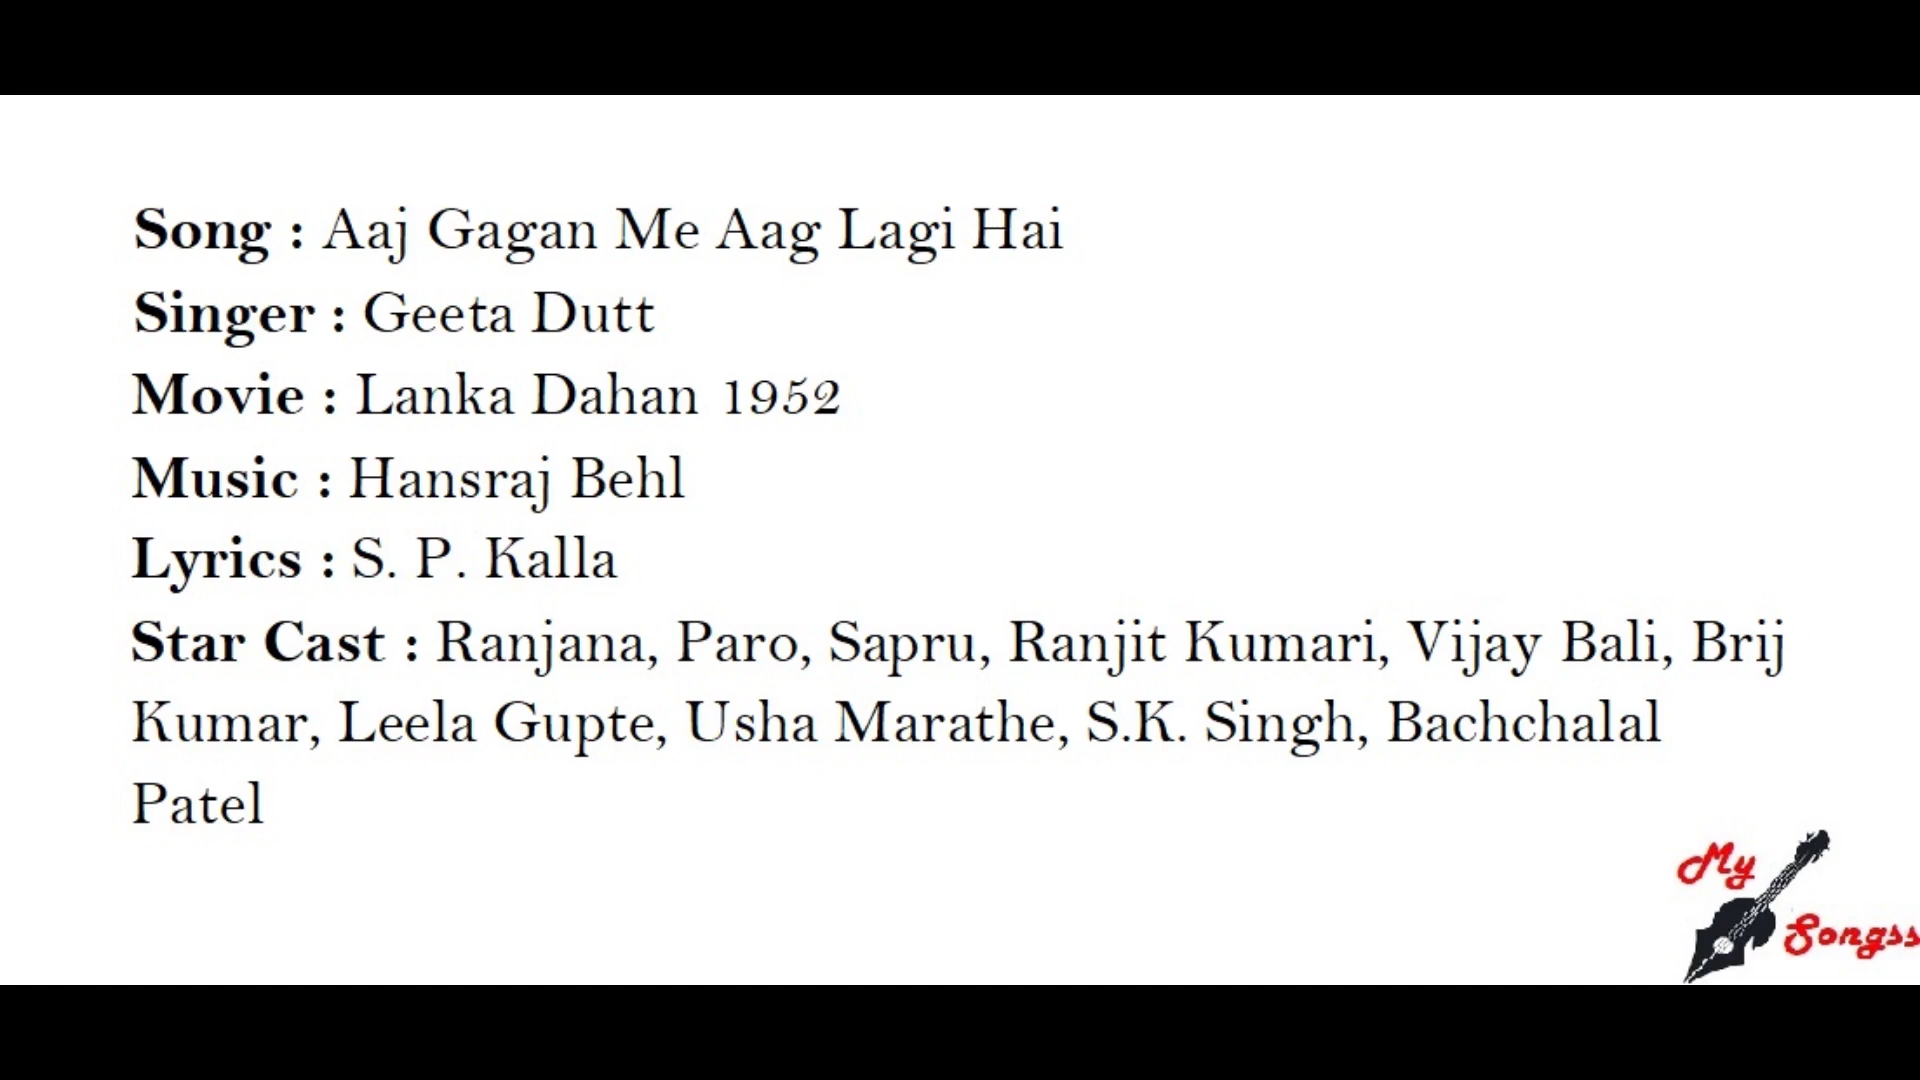 Song : Aaj Gagan Me Aag Lagi Hai
Singer : Geeta Dutt
Movie : Lanka Dahan 1952
Music : Hansraj Behl
Lyrics : S. P. Kalla
Star Cast : Ranjana, Paro, Sapru, Ranjit Kumari, Vijay Bali, Brij
Kumar, Leela Gupte, Usha Marathe, S.K. Singh, Bachchalal
Patel
My
Songss